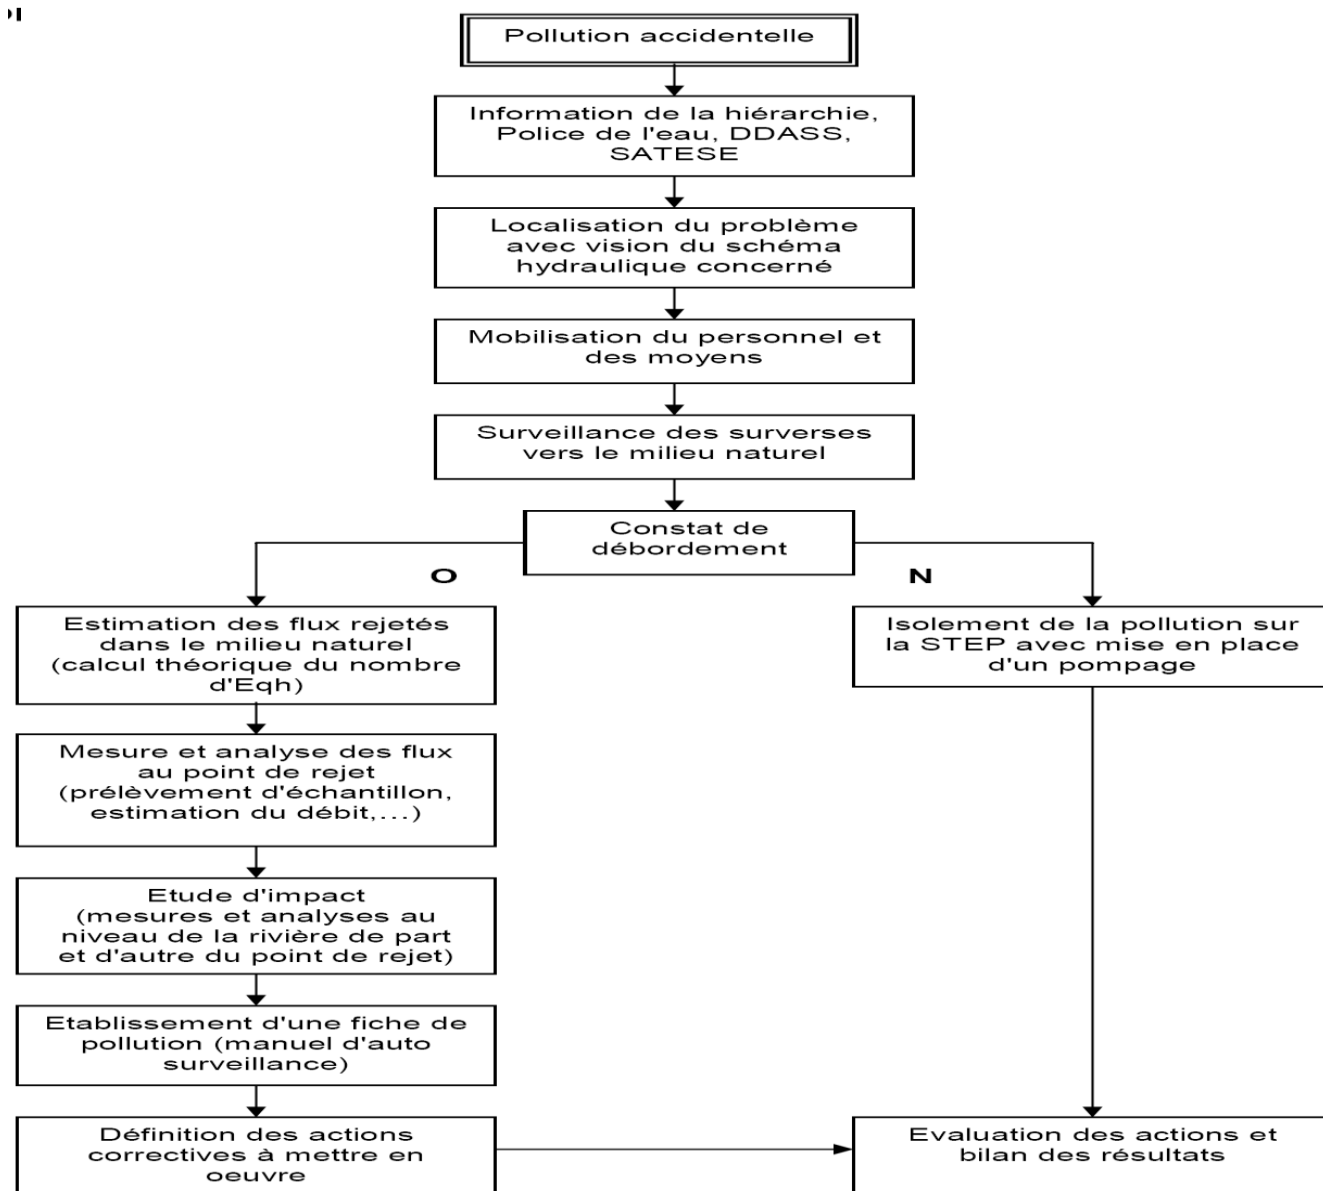 Pollution accidentelle
Information de la hiérarchie,
Police de l'eau, DDASS,
SATESE
Localisation du problème
avec vision du schéma
hydraulique concerné
Mobilisation du personnel et
des moyens
Surveillance des surverses
vers le milieu naturel
Constat de
débordement
O
N
Estimation des flux rejetés
dans le milieu naturel
(calcul théorique du nombre
d'Eqh)
Isolement de la pollution sur
la STEP avec mise en place
d'un pompage
Mesure et analyse des flux
au point de rejet
(prélèvement d'échantillon,
estimation du débit,...)
Etude d'impact
(mesures et analyses au
niveau de la rivière de part
et d'autre du point de rejet)
Etablissement d'une fiche de
pollution (manuel d'auto
surveillance)
Définition des actions
correctives à mettre en
oeuvre
Evaluation des actions et
bilan des résultats